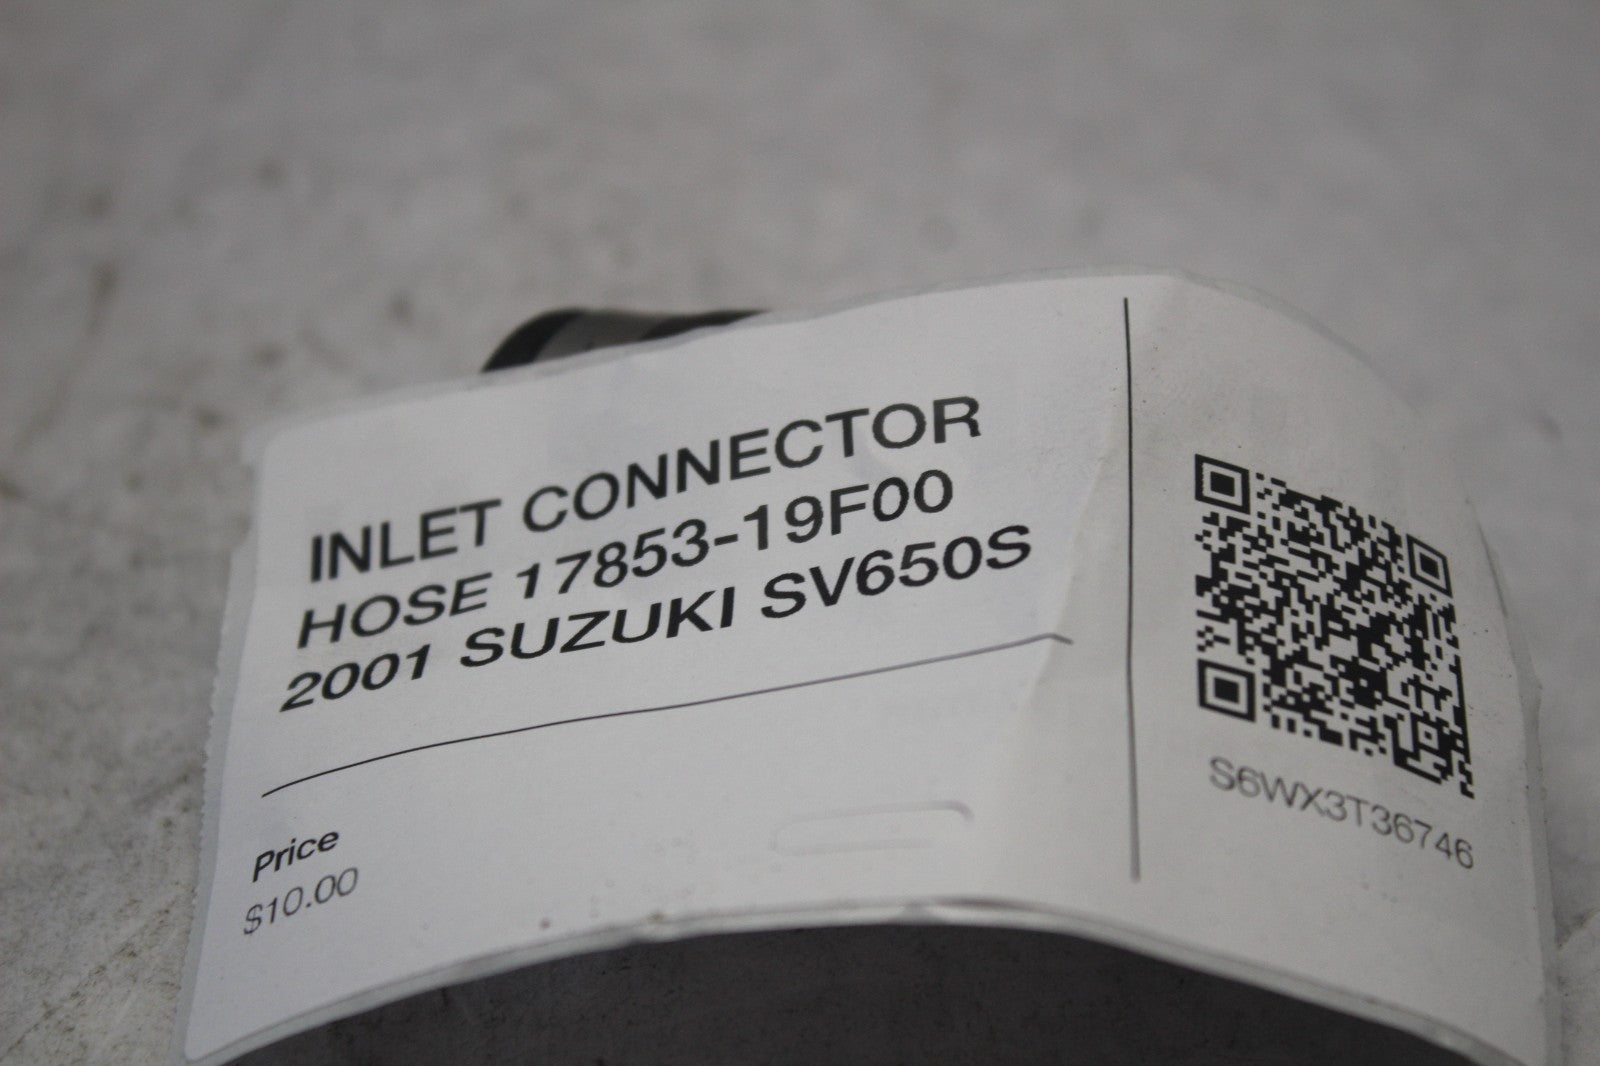 INLET CONNECTOR
HOSE 17853-19F00
2001 SUZUKI SV650S
Price
$10.00
S6WX3T36746